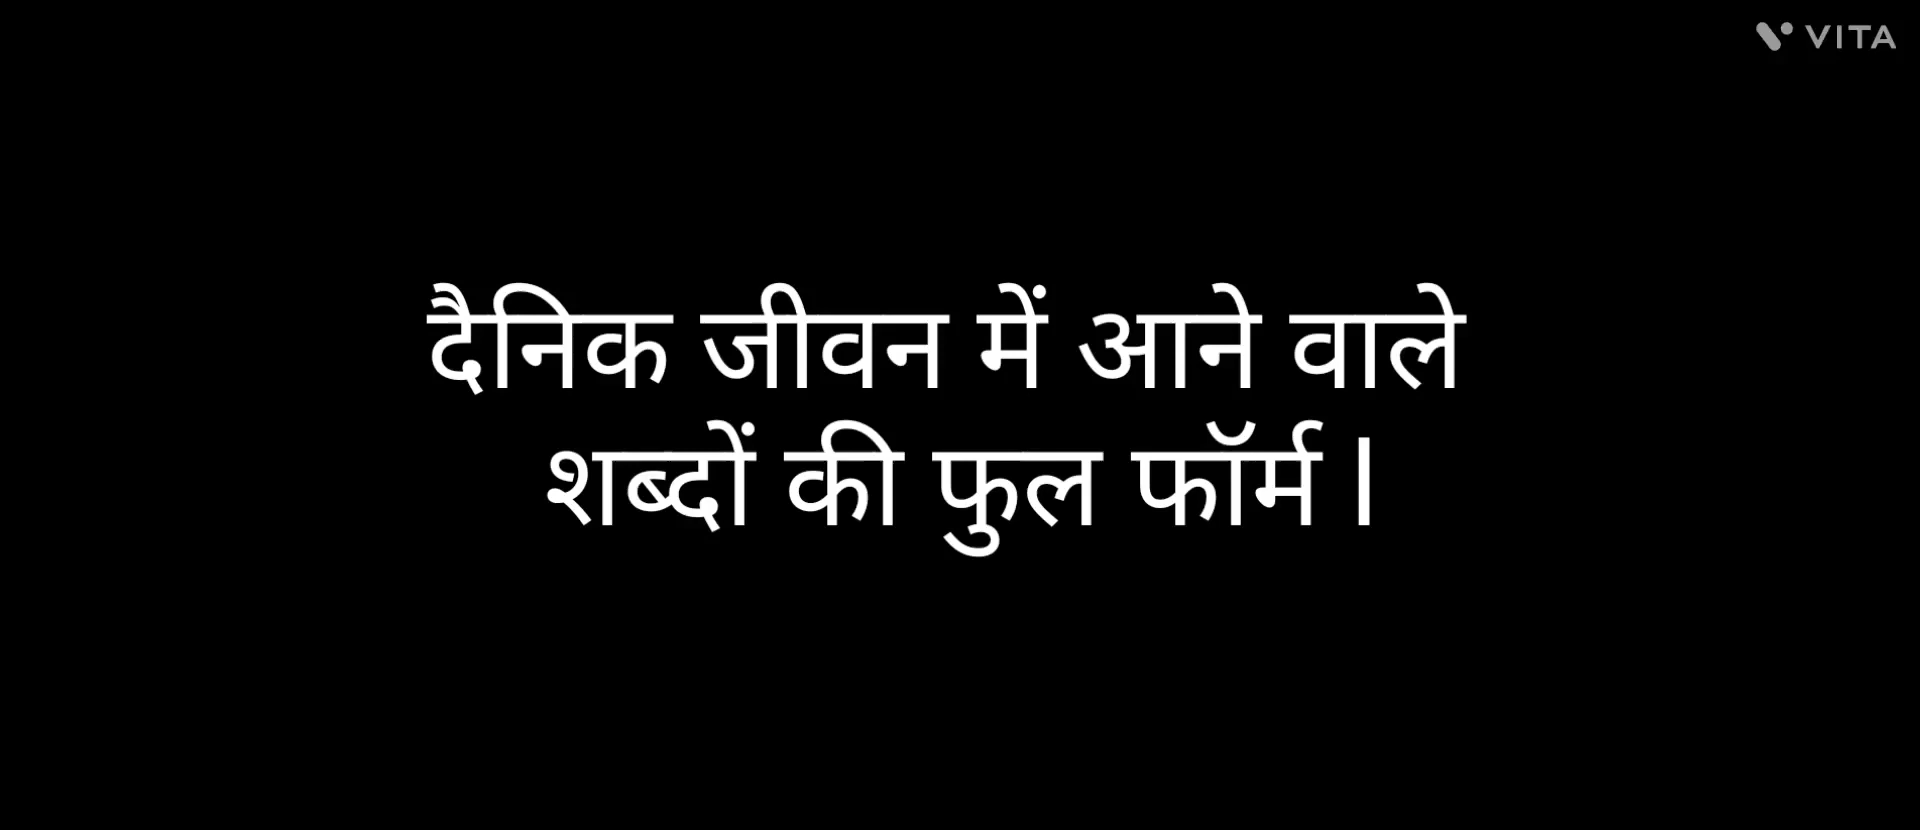 VITA
दैनिक जीवन में आने वाले
शब्दों की फुल फॉर्म |